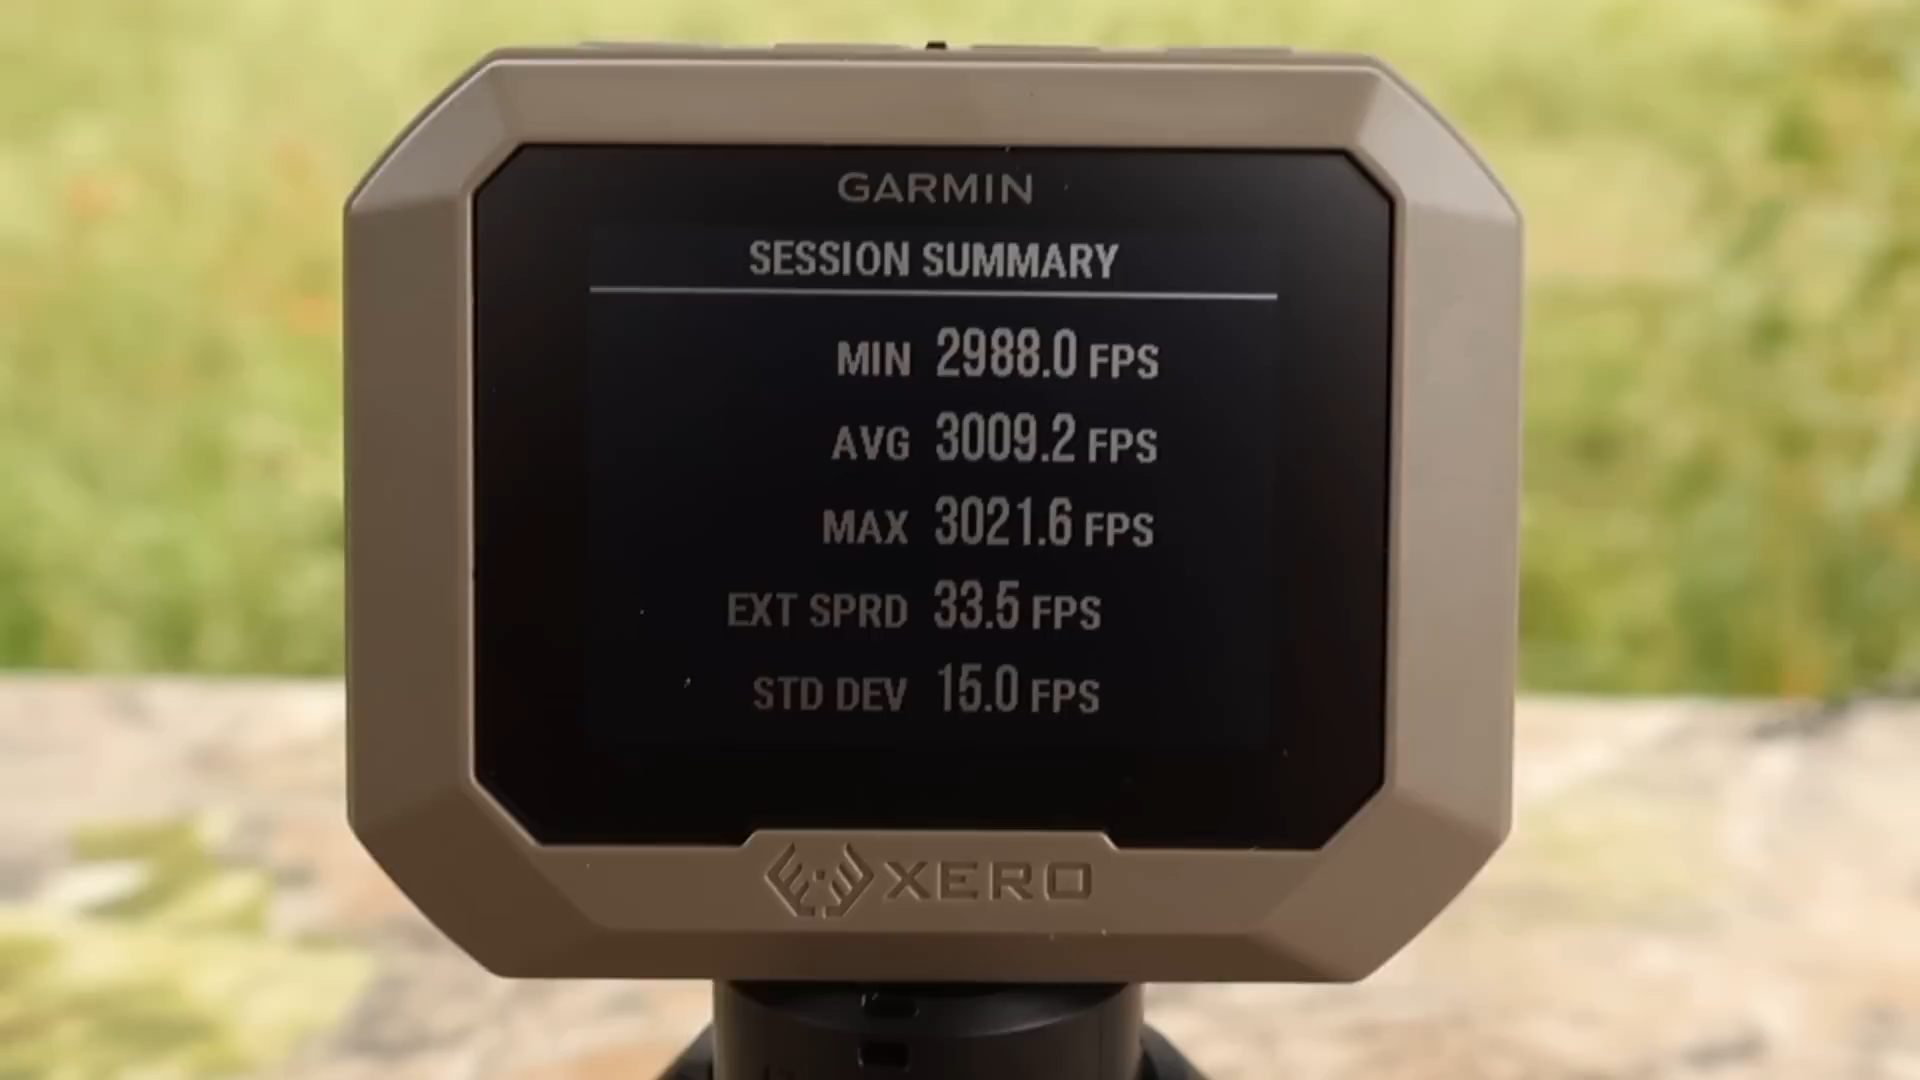 GARMIN
SESSION SUMMARY
MIN 2988.0 FPS
AVG 3009.2 FPS
MAX 3021.6 FPS
EXT SPRD 33.5 FPS
STD DEV 15.0 FPS
XERO